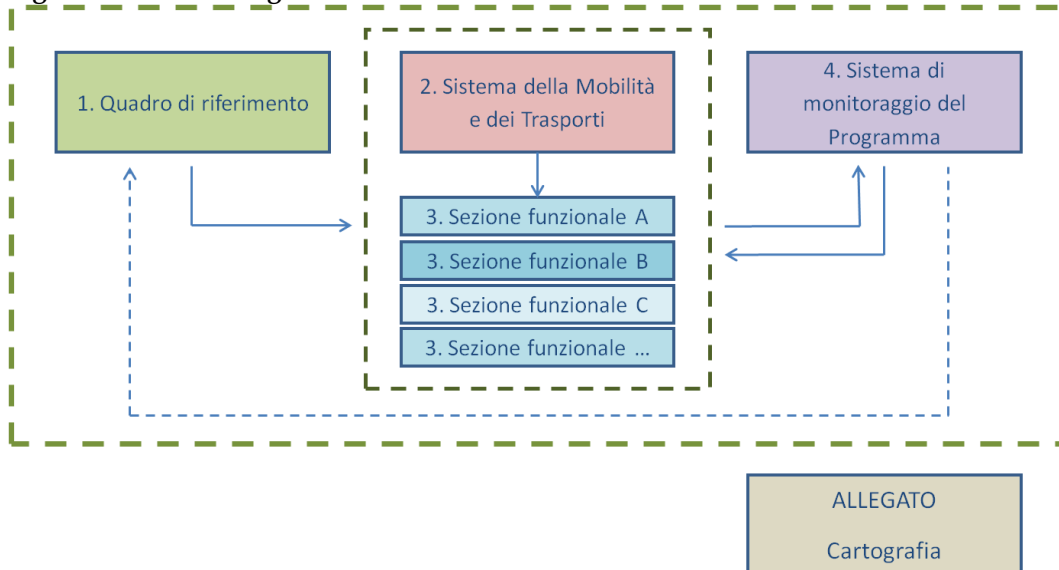 1. Quadro di riferimento
2. Sistema della Mobilità
e dei Trasporti
4. Sistema di
monitoraggio del
Programma
3. Sezione funzionale A
3. Sezione funzionale B
3. Sezione funzionale C
3. Sezione funzionale ...
ALLEGATO
Cartografia